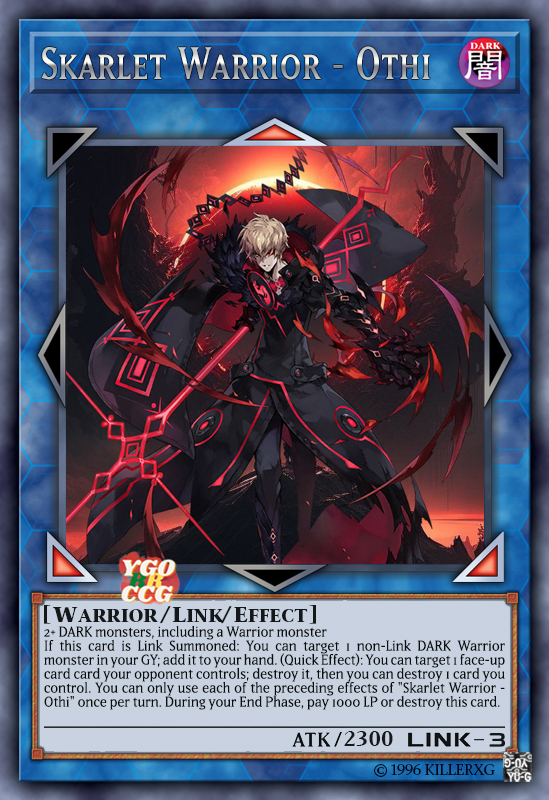 Skarlet Warrior - Othi
DARK
闇
YGO
RR
CCG
[Warrior/Link/Effect]
2+ DARK monsters, including a Warrior monster
If this card is Link Summoned: You can target 1 non-Link DARK Warrior
monster in your GY; add it to your hand. (Quick Effect): You can target 1 face-up
card card your opponent controls; destroy it, then you can destroy 1 card you
control. You can only use each of the preceding effects of "Skarlet Warrior -
Othi" once per turn. During your End Phase, pay 1000 LP or destroy this card.
ATK/2300 LINK-3
© 1996 KILLERXG
YU-G